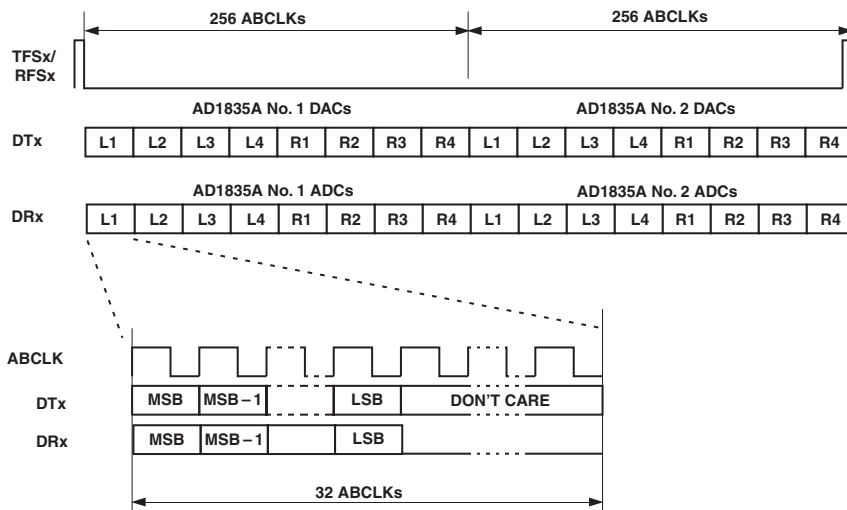 256 ABCLKs 256 ABCLKs
TFSx/
RFSx
AD1835A No. 1 DACs AD1835A No. 2 DACs
DTx L1 L2 L3 L4 R1 R2 R3 R4 L1 L2 L3 L4 R1 R2 R3 R4
AD1835A No. 1 ADCs AD1835A No. 2 ADCs
DRx L1 L2 L3 L4 R1 R2 R3 R4 L1 L2 L3 L4 R1 R2 R3 R4
ABCLK
DTx MSB MSB–1 LSB DON'T CARE
DRx MSB MSB–1 LSB
32 ABCLKs